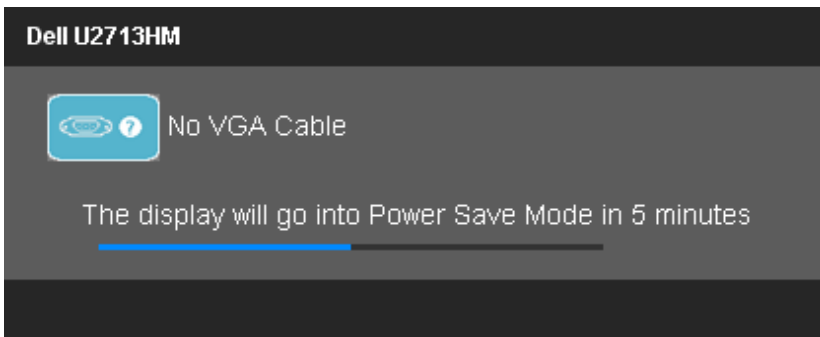 Dell U2713HM
? No VGA Cable
The display will go into Power Save Mode in 5 minutes